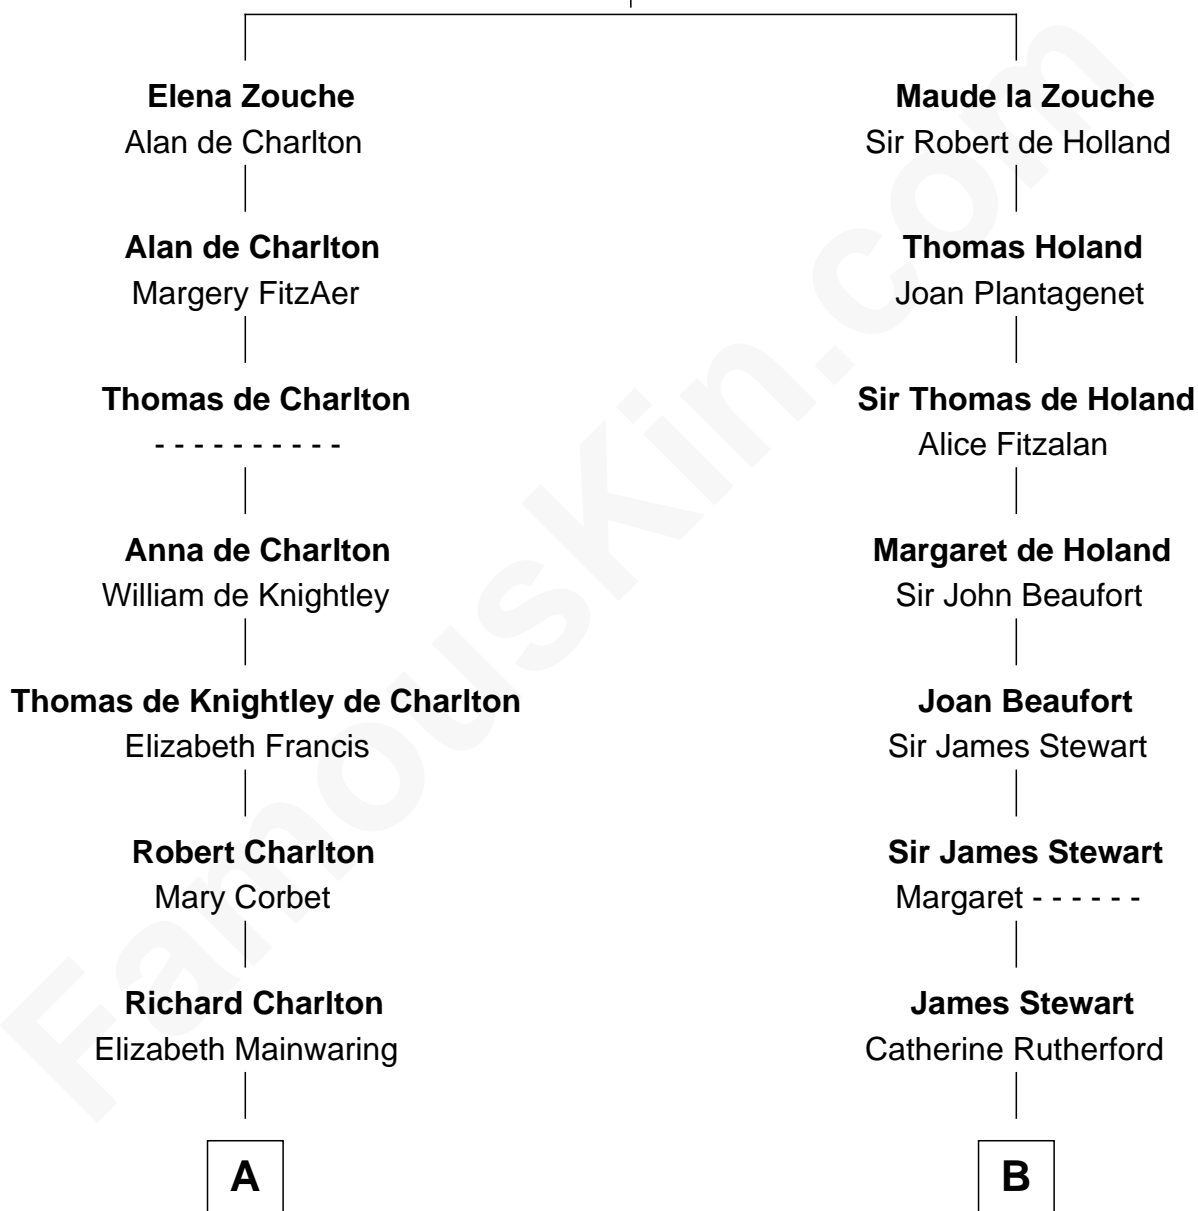 Elena Zouche
Alan de Charlton
Alan de Charlton
Margery FitzAer
Thomas de Charlton
- - - - - - - - - -
Anna de Charlton
William de Knightley
Thomas de Knightley de Charlton
Elizabeth Francis
Robert Charlton
Mary Corbet
Richard Charlton
Elizabeth Mainwaring
A
Maude la Zouche
Sir Robert de Holland
Thomas Holand
Joan Plantagenet
Sir Thomas de Holand
Alice Fitzalan
Margaret de Holand
Sir John Beaufort
Joan Beaufort
Sir James Stewart
Sir James Stewart
Margaret - - - - - -
James Stewart
Catherine Rutherford
B
FamousKin.com